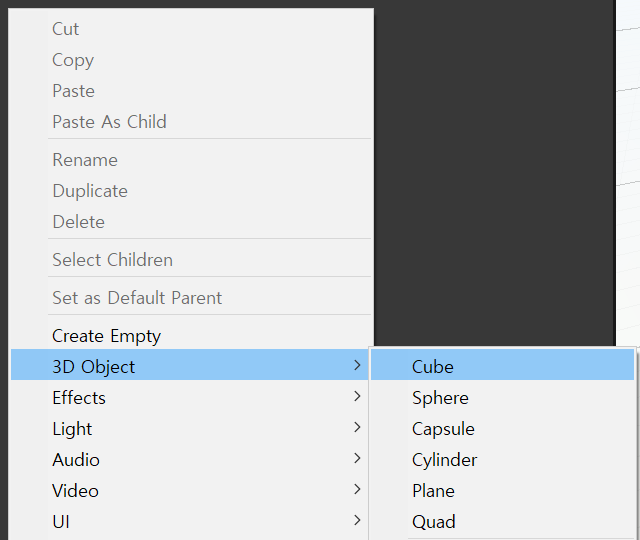 Cut
Copy
Paste
Paste As Child
Rename
Duplicate
Delete
Select Children
Set as Default Parent
Create Empty
3D Object
Effects
Light
Audio
Video
UI
Cube
Sphere
Capsule
Cylinder
Plane
Quad